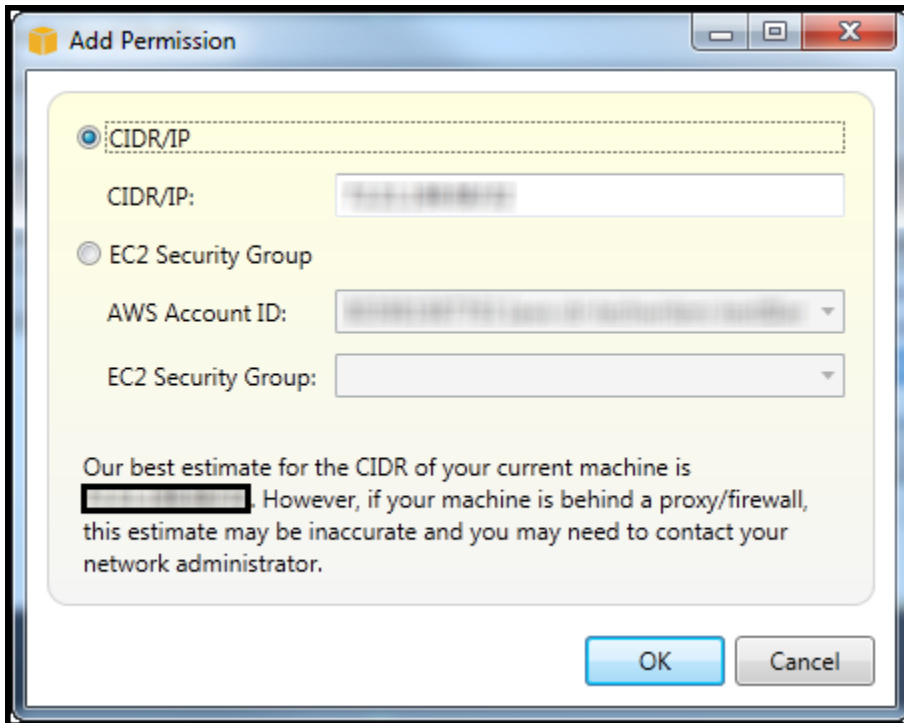 Add Permission
CIDR/IP
CIDR/IP:
EC2 Security Group
AWS Account ID:
EC2 Security Group:
Our best estimate for the CIDR of your current machine is
. However, if your machine is behind a proxy/firewall,
this estimate may be inaccurate and you may need to contact your
network administrator.
OK Cancel